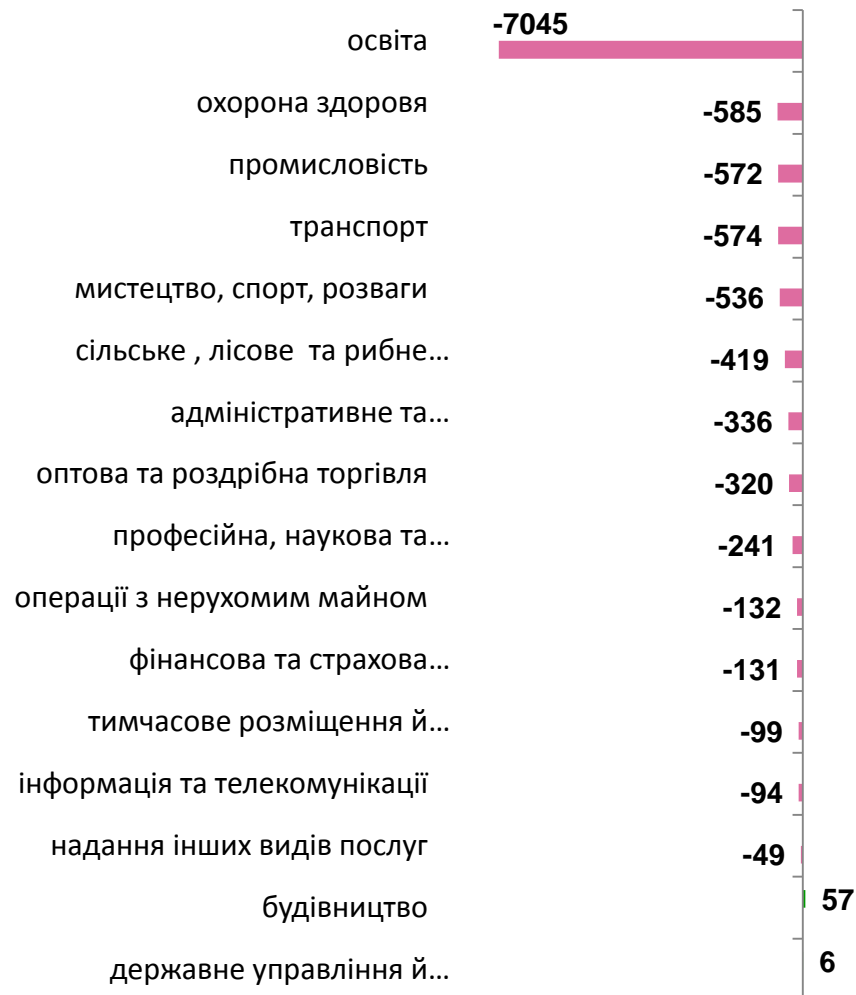 освіта -7045
охорона здоровя -585
промисловість -572
транспорт -574
мистецтво, спорт, розваги -536
сільське , лісове та рибне… -419
адміністративне та… -336
оптова та роздрібна торгівля -320
професійна, наукова та… -241
операції з нерухомим майном -132
фінансова та страхова… -131
тимчасове розміщення й… -99
інформація та телекомунікації -94
надання інших видів послуг -49
будівництво 57
державне управління й… 6